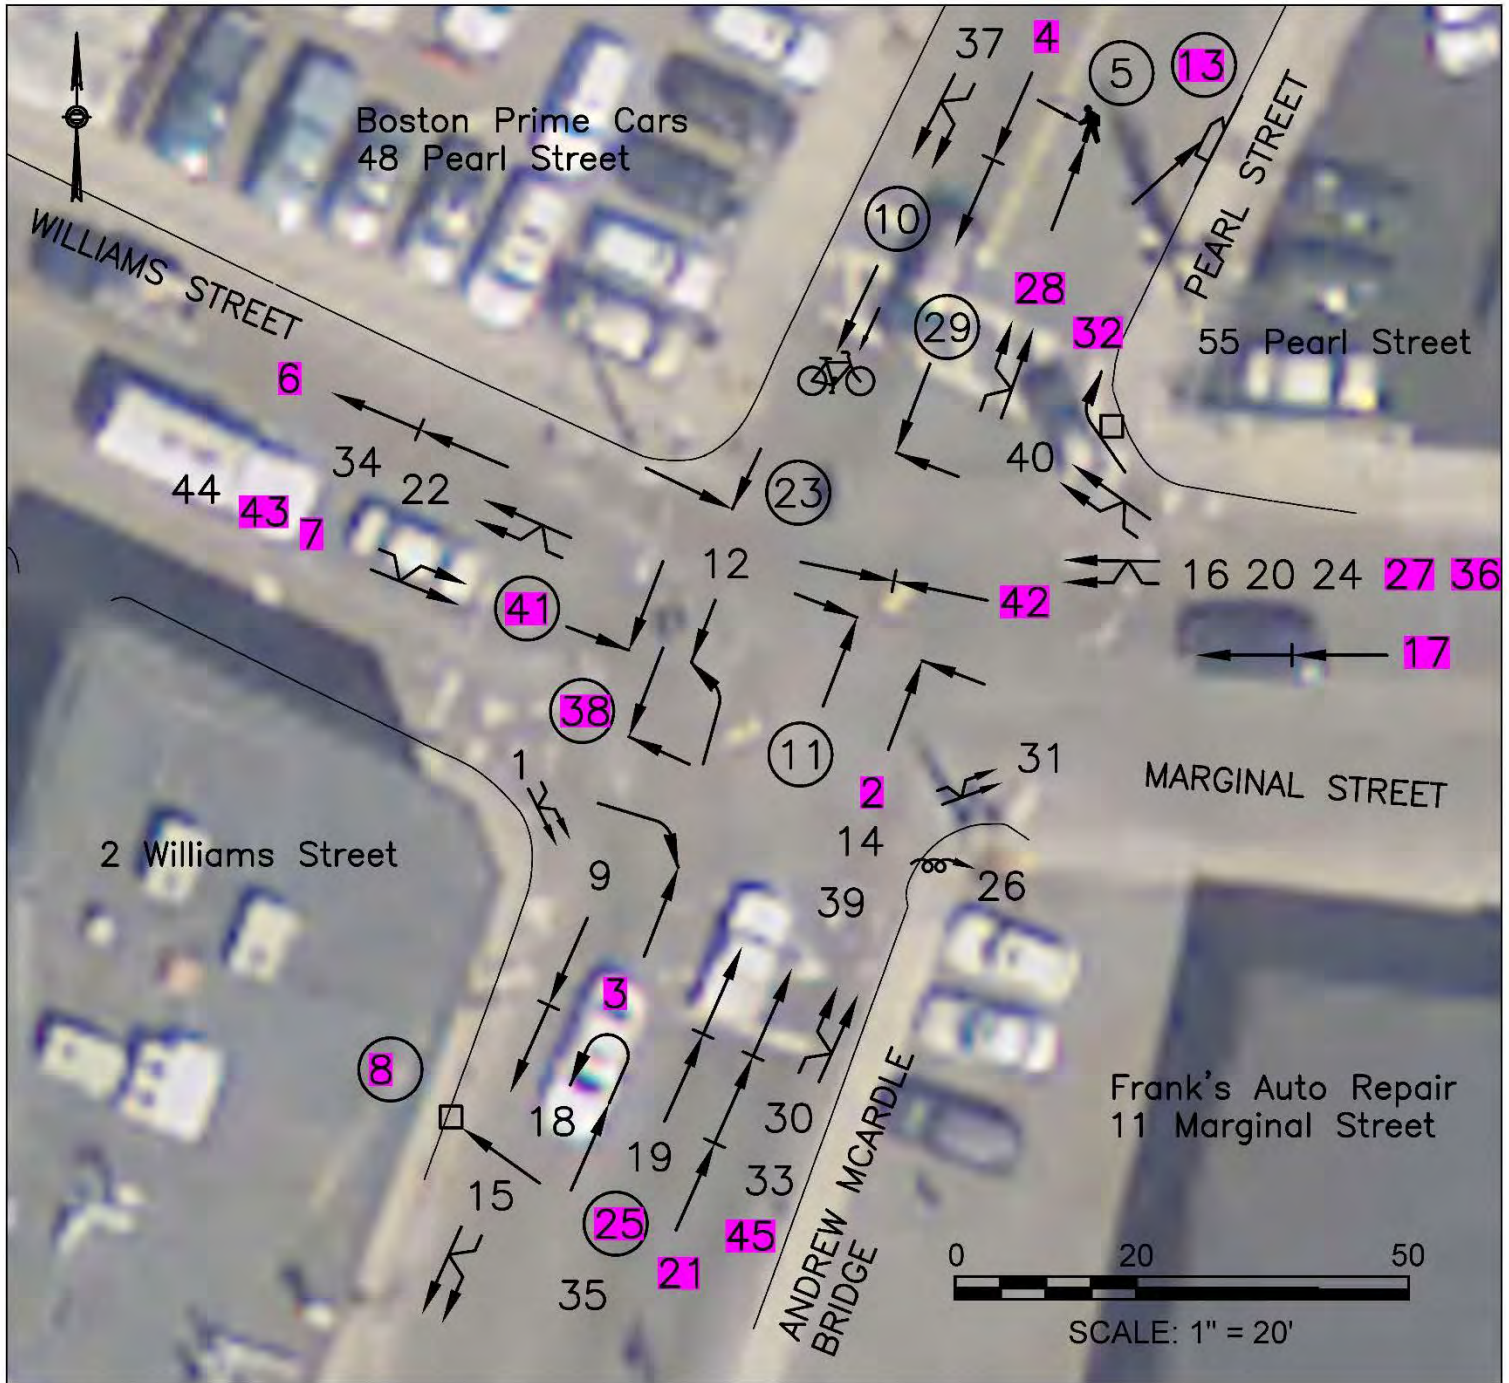 37 4
5 13
Boston Prime Cars
48 Pearl Street
PEARL STREET
10
WILLIAMS STREET
28
29 32
55 Pearl Street
6
34 40
44 22 23
43
7
12
16 20 24 27 36
41 42
17
38
1 11 31
2
MARGINAL STREET
14
2 Williams Street
9 26
39
3
8
ANDREW MCARDLE
BRIDGE
Frank's Auto Repair
11 Marginal Street
18 30
19
33
15
25 45
21
35
0 20 50
SCALE: 1" = 20'